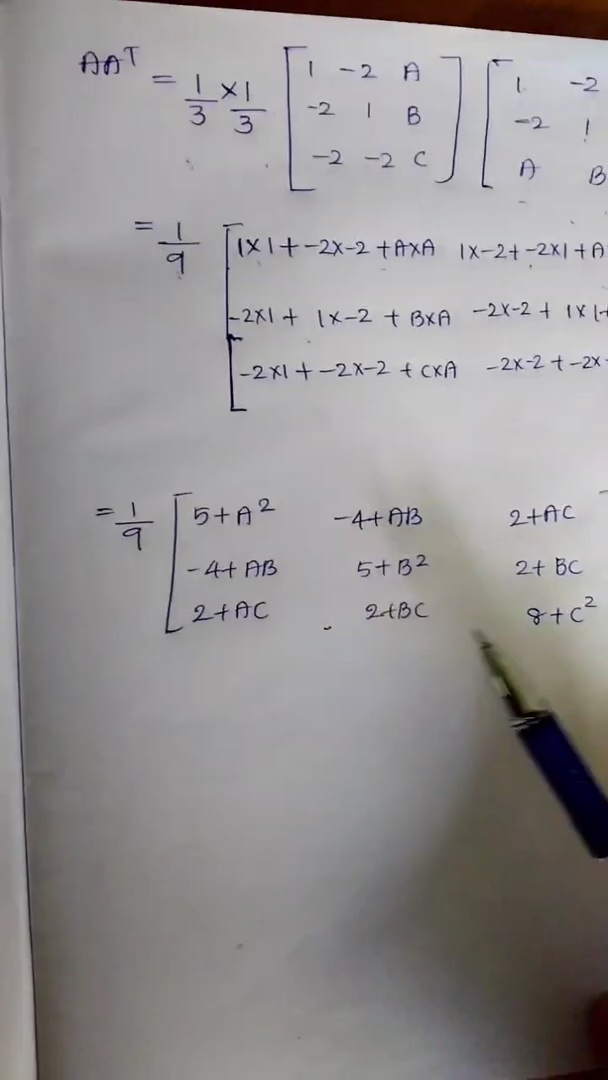 AAᵀ = 1/3 × 1/3 [1 -2 A [1 -2
-2 1 B -2 1
-2 -2 C] A B
= 1/9 [1×1+-2×-2+A×A 1×-2+-2×1+A
-2×1+ 1×-2 + B×A -2×-2 + 1×1+
-2×1+-2×-2+C×A -2×-2+-2×
= 1/9 [5+A² -4+AB 2+AC
-4+AB 5+B² 2+BC
2+AC 2+BC 8+C²